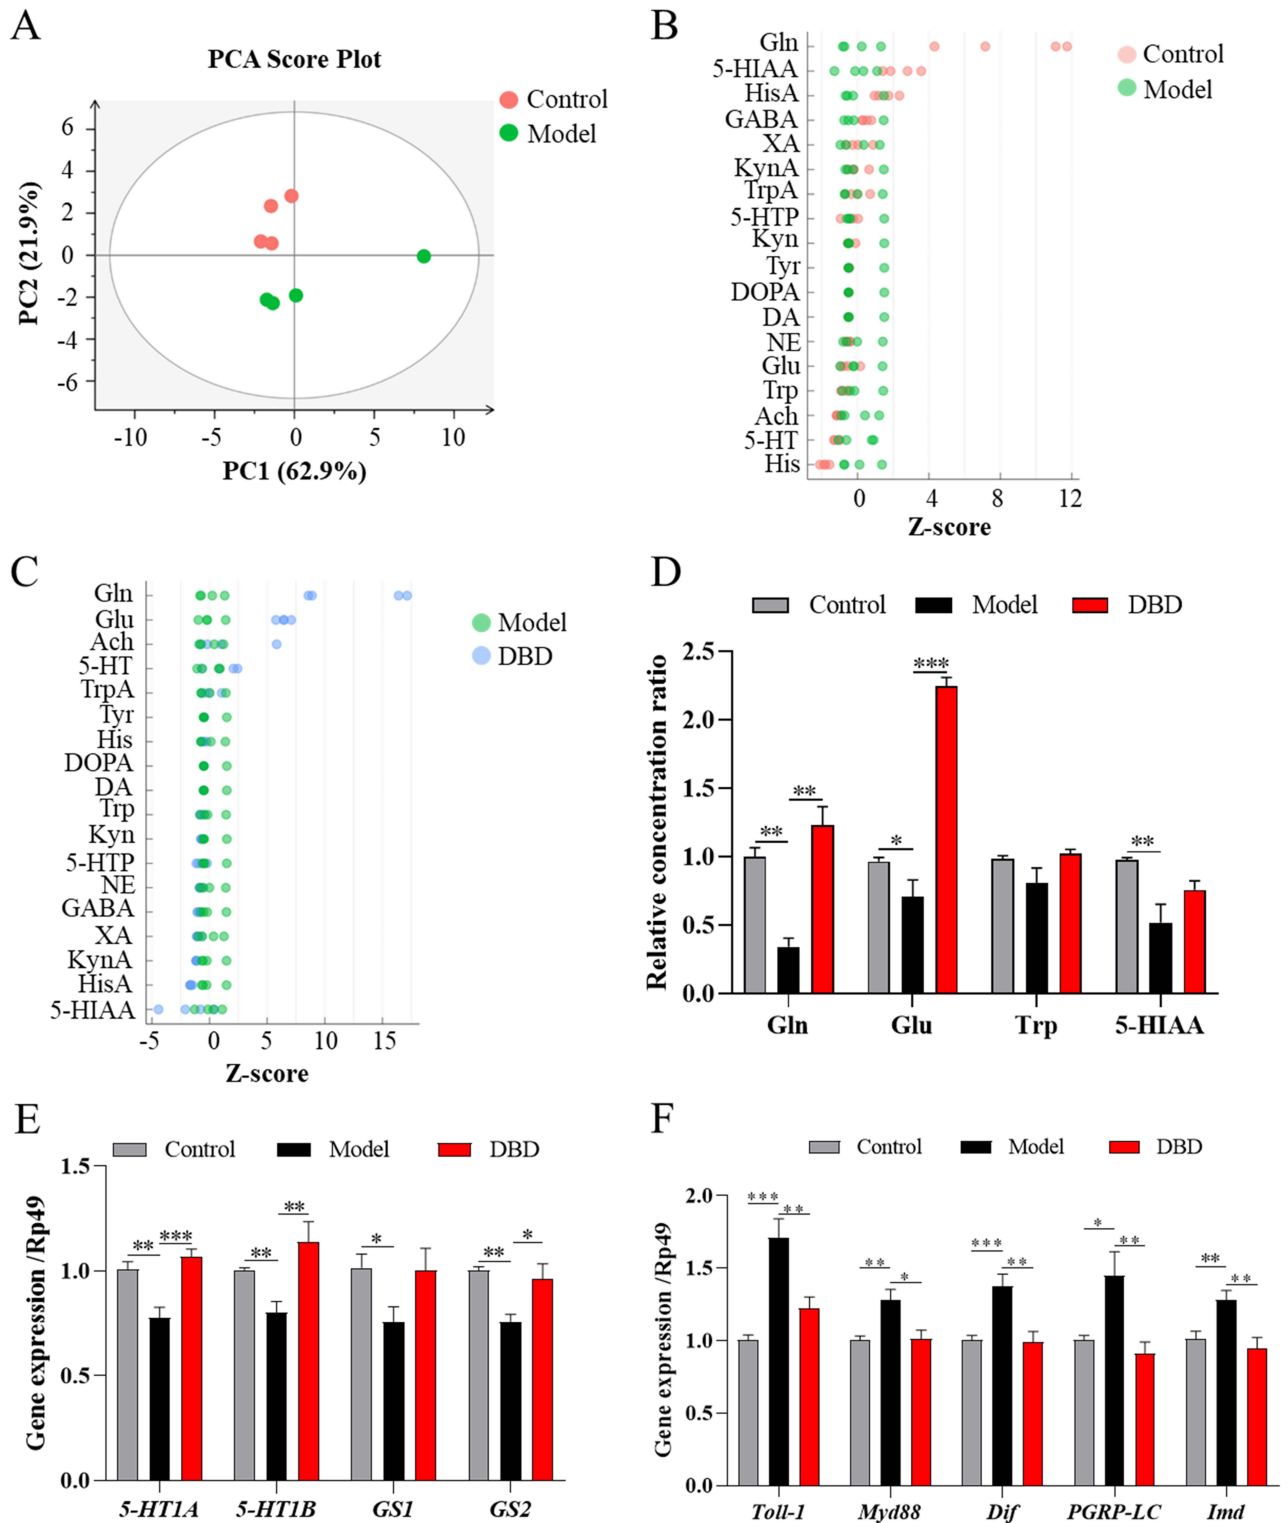 A
PCA Score Plot
Control
Model
6
4
2
0
-2
-4
-6
PC2 (21.9%)
-10 -5 0 5 10
PC1 (62.9%)
B
Control
Model
Gln
5-HIAA
HisA
GABA
XA
KynA
TrpA
5-HTP
Kyn
Tyr
DOPA
DA
NE
Glu
Trp
Ach
5-HT
His
0 4 8 12
Z-score
C
Model
DBD
Gln
Glu
Ach
5-HT
TrpA
Tyr
His
DOPA
DA
Trp
Kyn
5-HTP
NE
GABA
XA
KynA
HisA
5-HIAA
-5 0 5 10 15
Z-score
D
Control Model DBD
Relative concentration ratio
2.5
2.0
1.5
1.0
0.5
0.0
** ** * *** **
Gln Glu Trp 5-HIAA
E
Control Model DBD
Gene expression /Rp49
1.5
1.0
0.5
0.0
** *** ** ** * ** *
5-HT1A 5-HT1B GS1 GS2
F
Control Model DBD
Gene expression /Rp49
2.0
1.5
1.0
0.5
0.0
*** ** ** * *** ** * ** ** **
Toll-1 Myd88 Dif PGRP-LC Imd